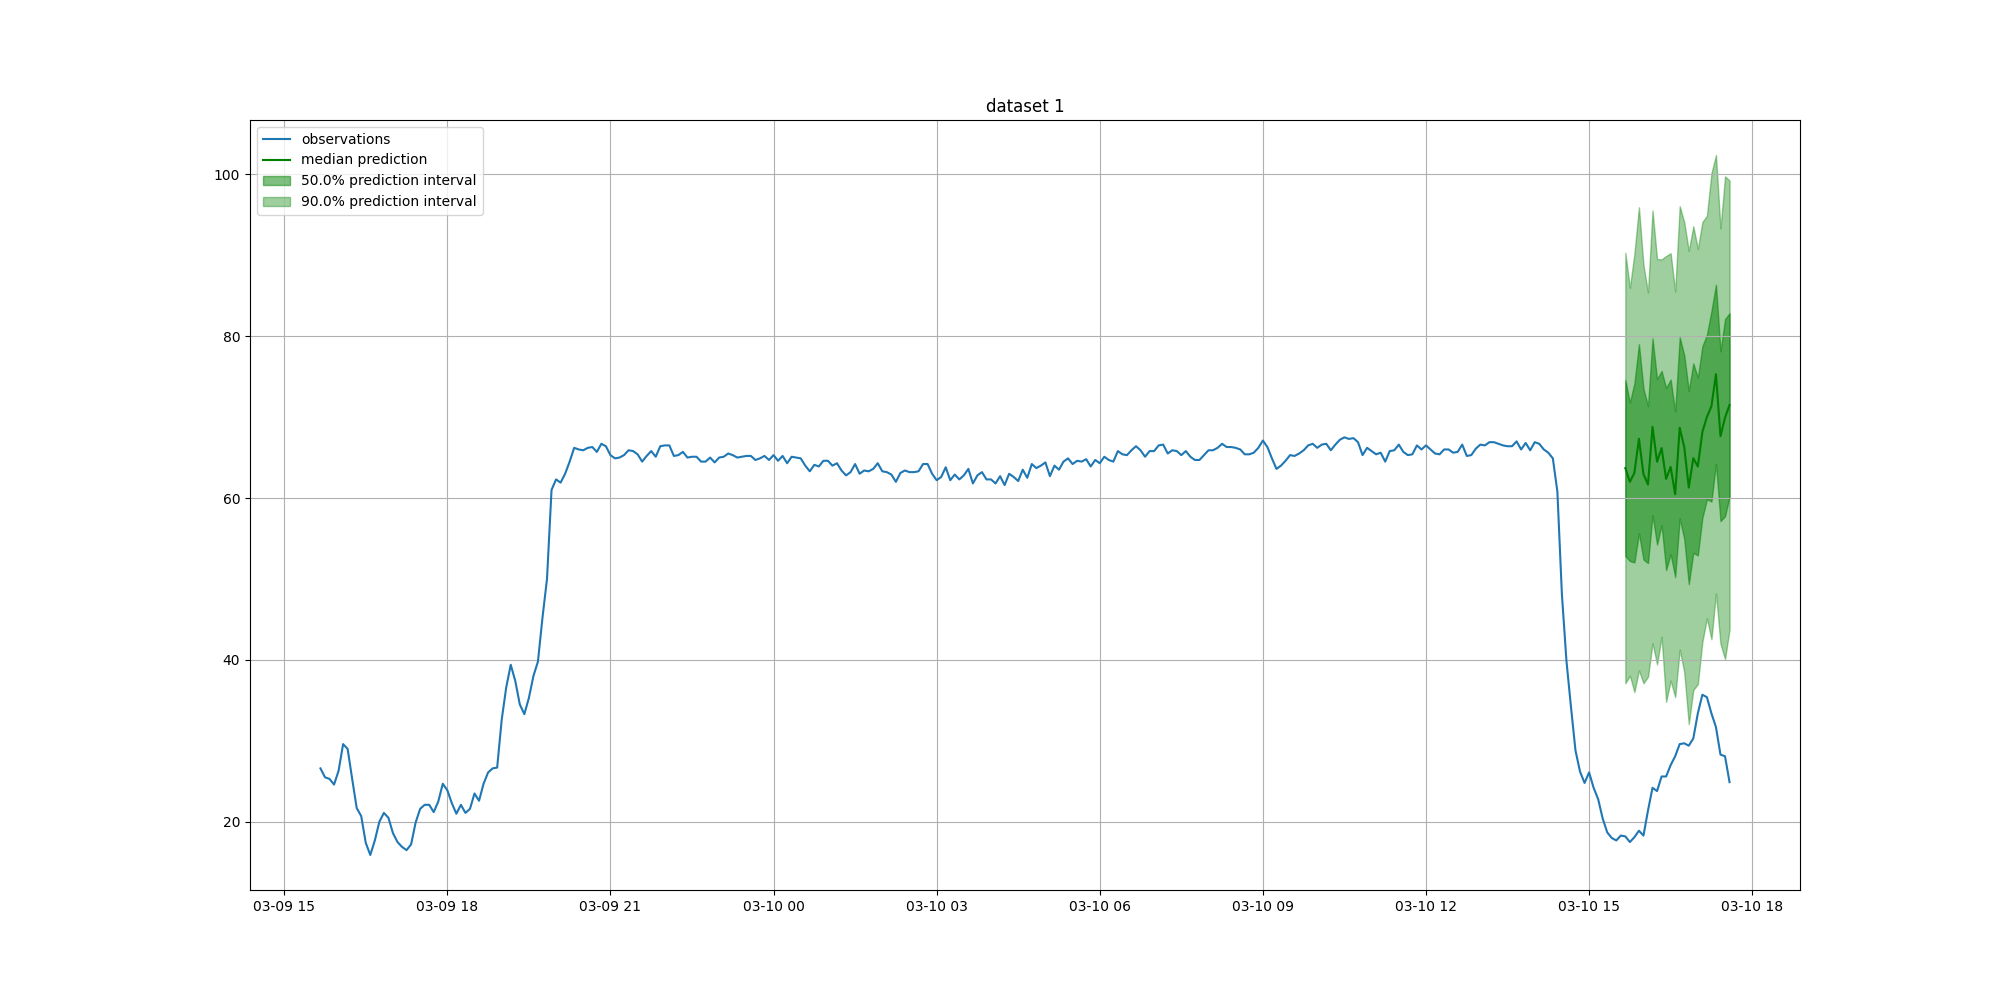 dataset 1
observations
median prediction
50.0% prediction interval
90.0% prediction interval
100
80
60
40
20
03-09 15 03-09 18 03-09 21 03-10 00 03-10 03 03-10 06 03-10 09 03-10 12 03-10 15 03-10 18